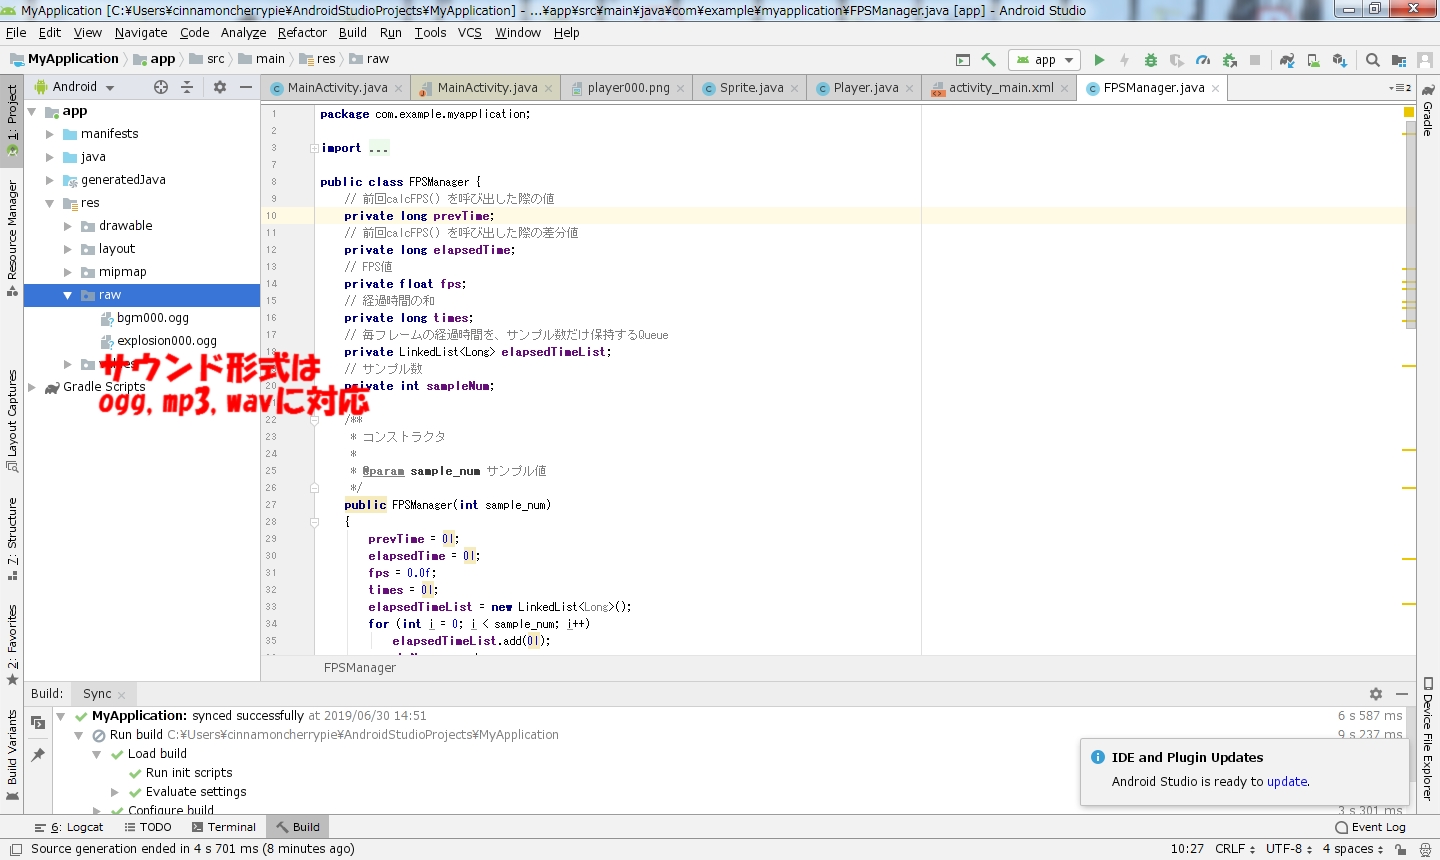 MyApplication [C:¥Users¥cinnamoncherrypie¥AndroidStudioProjects¥MyApplication] - ...¥app¥src¥main¥java¥com¥example¥myapplication¥FPSManager.java [app] - Android Studio
File Edit View Navigate Code Analyze Refactor Build Run Tools VCS Window Help
MyApplication app src main res raw
app
Android
MainActivity.java MainActivity.java player000.png Sprite.java Player.java activity_main.xml FPSManager.java
2
1: Project
Resource Manager
Layout Captures
7: Structure
2: Favorites
Build Variants
Gradle
Device File Explorer
app
manifests
java
generatedJava
res
drawable
layout
mipmap
raw
bgm000.ogg
explosion000.ogg
Gradle Scripts
サウンド形式は
ogg,mp3,wavに対応
1 package com.example.myapplication;
2
3 import ...
7
8 public class FPSManager {
9 // 前回calcFPS() を呼び出した際の値
10 private long prevTime;
11 // 前回calcFPS() を呼び出した際の差分値
12 private long elapsedTime;
13 // FPS値
14 private float fps;
15 // 経過時間の和
16 private long times;
17 // 毎フレームの経過時間を、サンプル数だけ保持するQueue
18 private LinkedList<Long> elapsedTimeList;
19 // サンプル数
20 private int sampleNum;
22 /**
23 * コンストラクタ
24 *
25 * @param sample_num サンプル値
26 */
27 public FPSManager(int sample_num)
28 {
29 prevTime = 0l;
30 elapsedTime = 0l;
31 fps = 0.0f;
32 times = 0l;
33 elapsedTimeList = new LinkedList<Long>();
34 for (int i = 0; i < sample_num; i++)
35 elapsedTimeList.add(0l);
FPSManager
Build: Sync
MyApplication: synced successfully at 2019/06/30 14:51 6 s 587 ms
Run build C:¥Users¥cinnamoncherrypie¥AndroidStudioProjects¥MyApplication 9 s 237 ms
Load build
Run init scripts
Evaluate settings
Configure build 3 s 301 ms
IDE and Plugin Updates
Android Studio is ready to update.
6: Logcat TODO Terminal Build Event Log
Source generation ended in 4 s 701 ms (8 minutes ago) 10:27 CRLF UTF-8 4 spaces